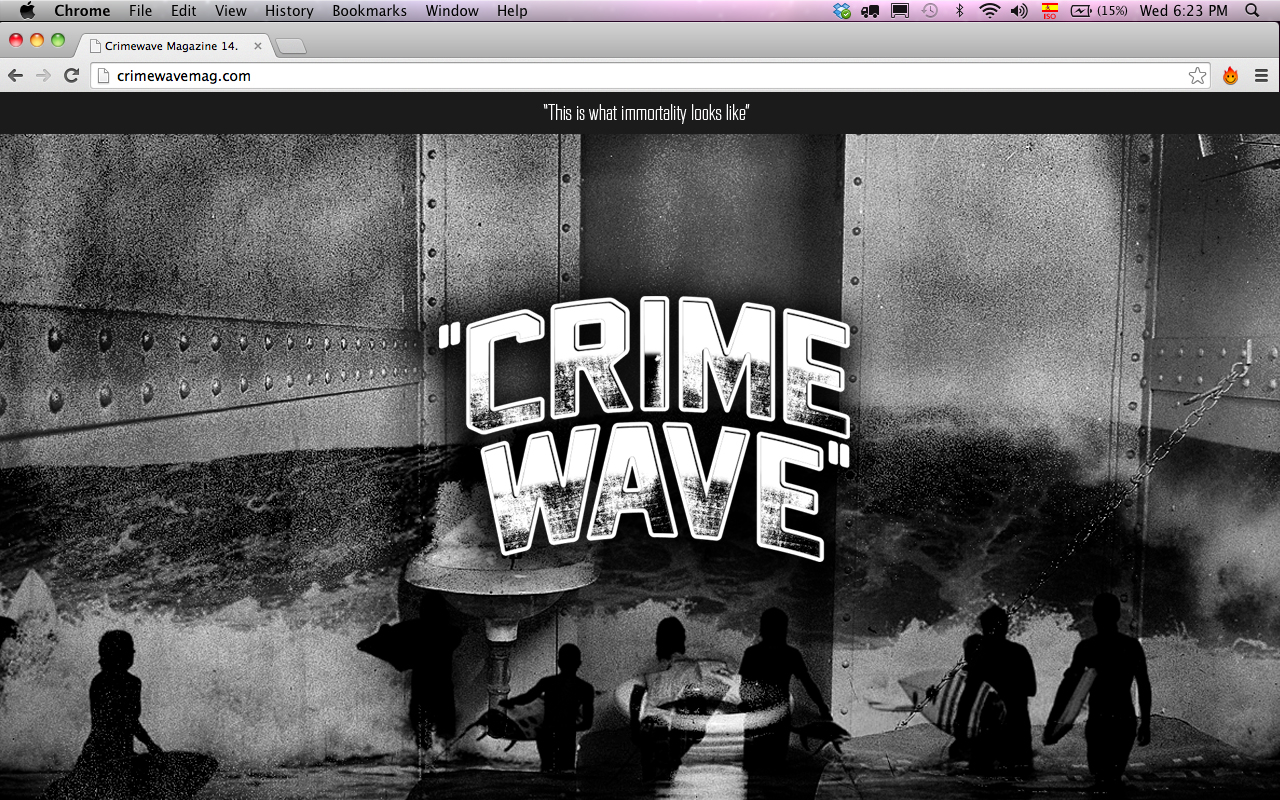 Chrome File Edit View History Bookmarks Window Help ISO (15%) Wed 6:23 PM
Crimewave Magazine 14.
crimewavemag.com
"This is what immortality looks like"
"CRIME
WAVE"